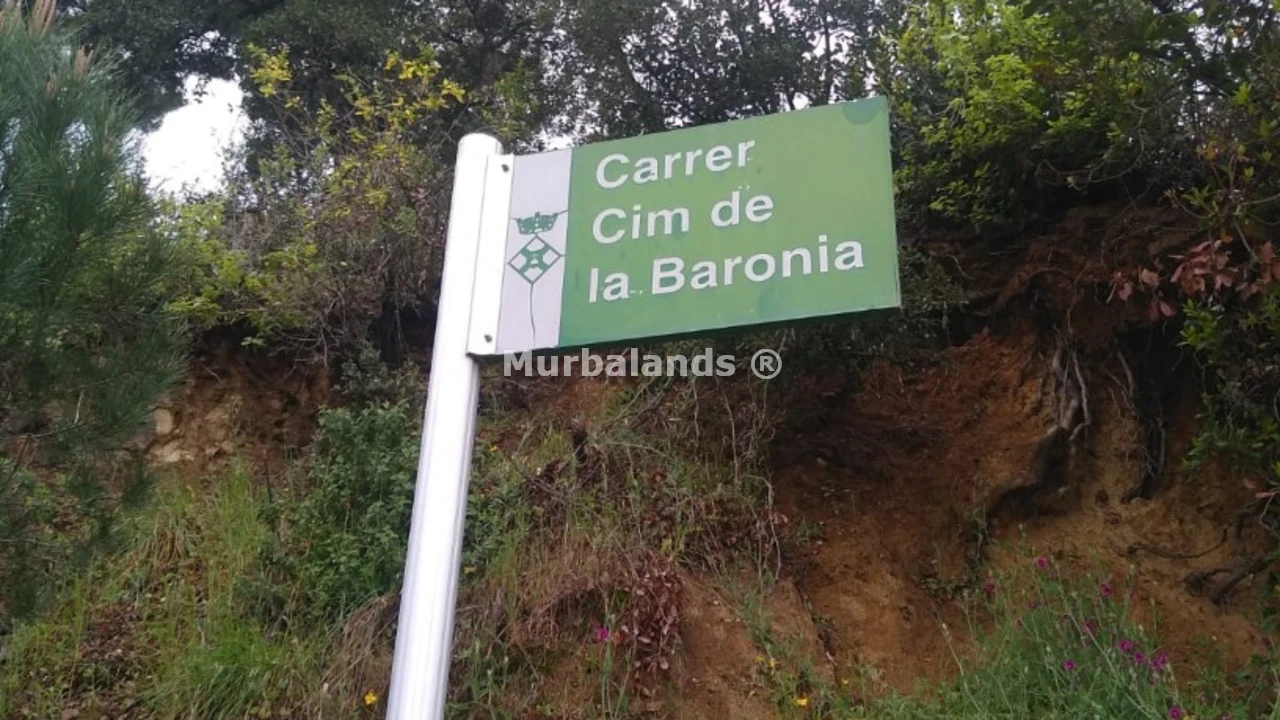 Carrer
Cim de
la Baronia
Murbalands ®